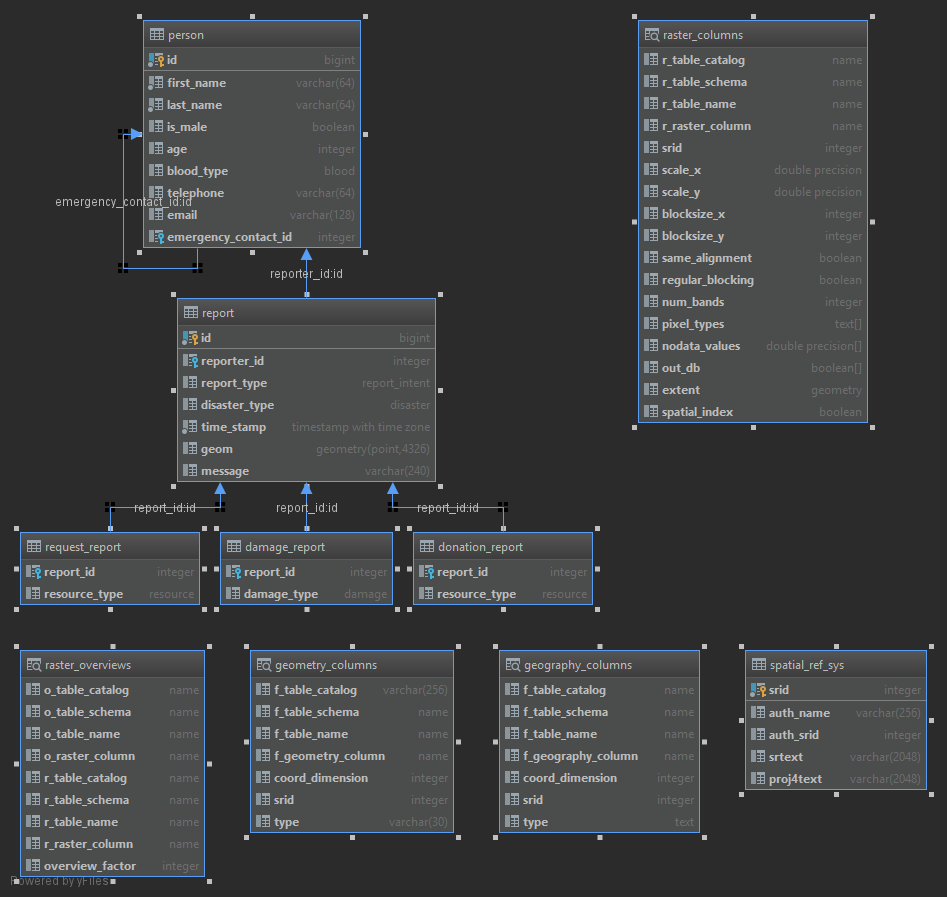 person
id bigint
first_name varchar(64)
last_name varchar(64)
is_male boolean
age integer
blood_type blood
telephone varchar(64)
emergency_contact_id:id
email varchar(128)
emergency_contact_id integer
reporter_id:id
raster_columns
r_table_catalog name
r_table_schema name
r_table_name name
r_raster_column name
srid integer
scale_x double precision
scale_y double precision
blocksize_x integer
blocksize_y integer
same_alignment boolean
regular_blocking boolean
num_bands integer
pixel_types text[]
nodata_values double precision[]
out_db boolean[]
extent geometry
spatial_index boolean
report
id bigint
reporter_id integer
report_type report_intent
disaster_type disaster
time_stamp timestamp with time zone
geom geometry(point,4326)
message varchar(240)
report_id:id report_id:id report_id:id
request_report
report_id integer
resource_type resource
damage_report
report_id integer
damage_type damage
donation_report
report_id integer
resource_type resource
raster_overviews
o_table_catalog name
o_table_schema name
o_table_name name
o_raster_column name
r_table_catalog name
r_table_schema name
r_table_name name
r_raster_column name
overview_factor integer
geometry_columns
f_table_catalog varchar(256)
f_table_schema name
f_table_name name
f_geometry_column name
coord_dimension integer
srid integer
type varchar(30)
geography_columns
f_table_catalog name
f_table_schema name
f_table_name name
f_geography_column name
coord_dimension integer
srid integer
type text
spatial_ref_sys
srid integer
auth_name varchar(256)
auth_srid integer
srtext varchar(2048)
proj4text varchar(2048)
Powered by yFiles